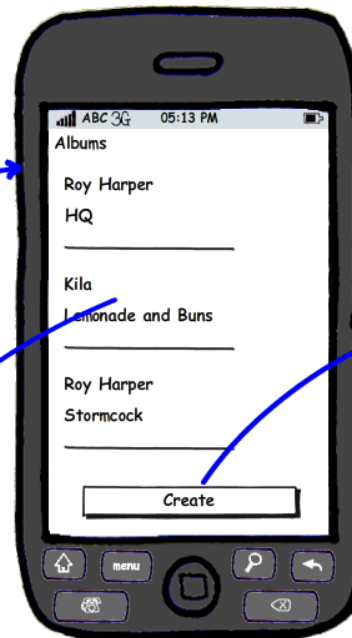 ABC 3G 05:13 PM
Albums
Roy Harper
HQ
Kila
Lemonade and Buns
Roy Harper
Stormcock
Create
menu